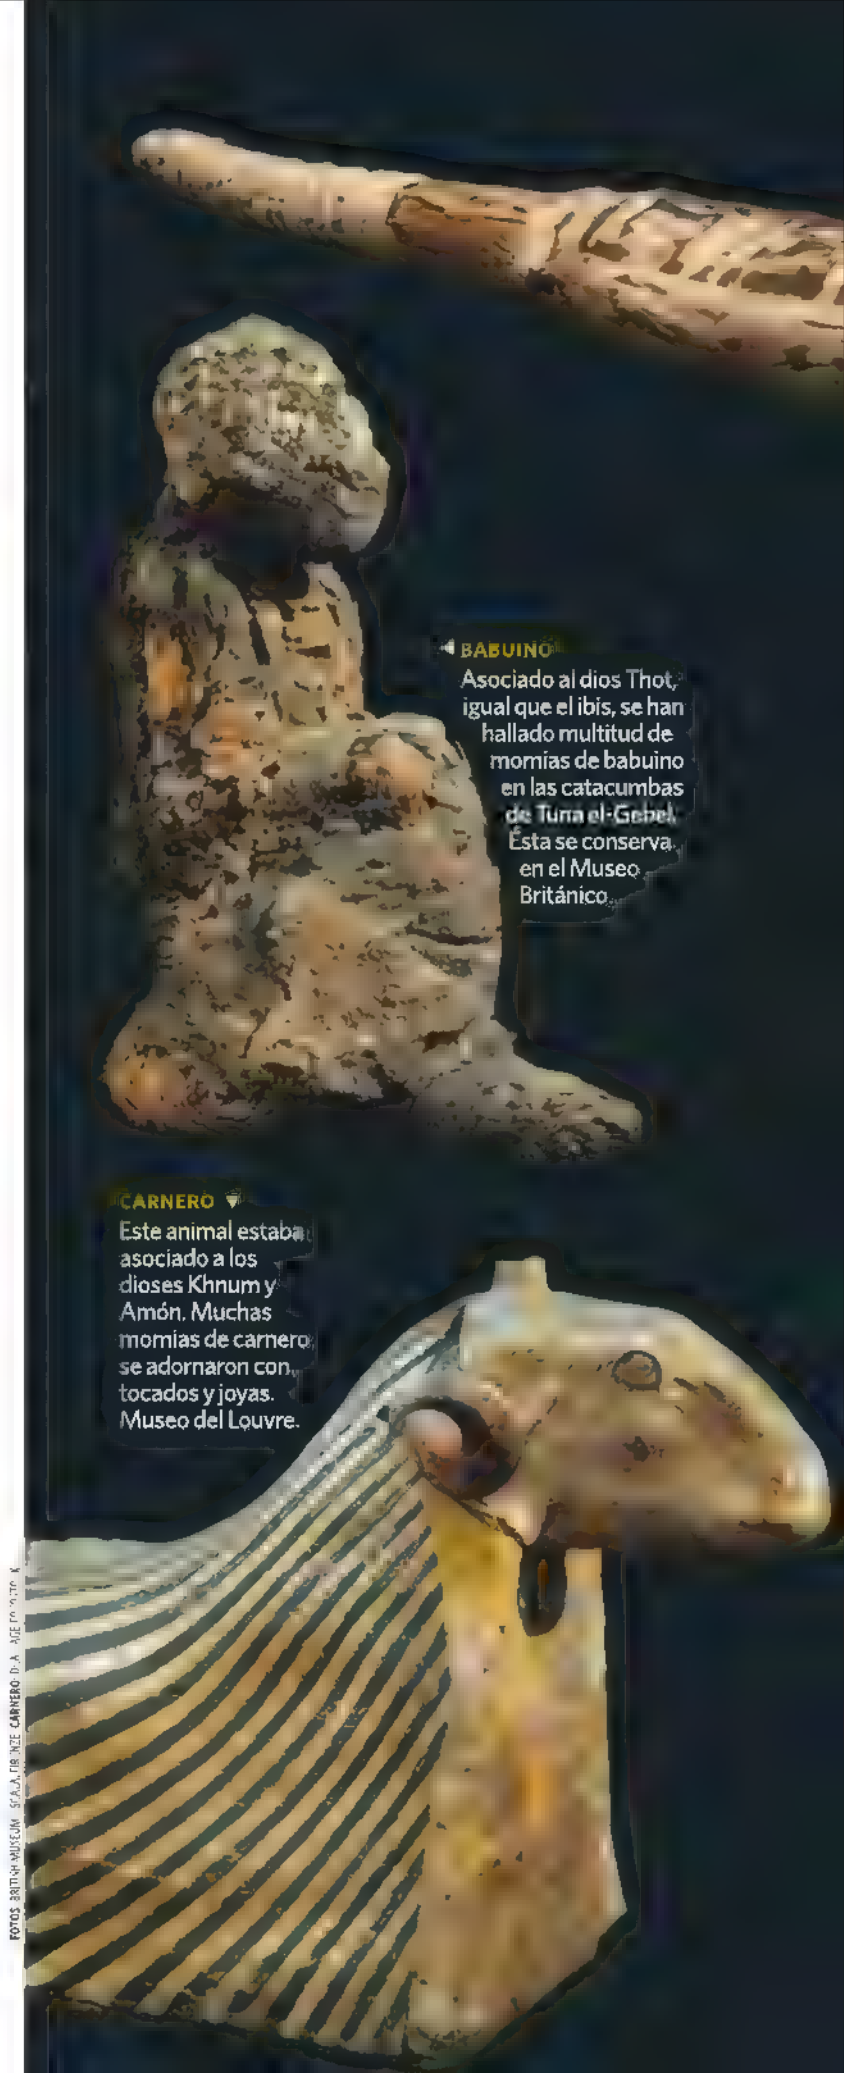 BABUINO
Asociado al dios Thot,
igual que el ibis, se han
hallado multitud de
momias de babuino
en las catacumbas
de Tuna el-Gebel.
Ésta se conserva
en el Museo
Británico.
CARNERO
Este animal estaba
asociado a los
dioses Khnum y
Amón. Muchas
momias de carnero
se adornaron con
tocados y joyas.
Museo del Louvre.
FOTOS BRITISH MUSEUM SCALA, FIRENZE CARNERO